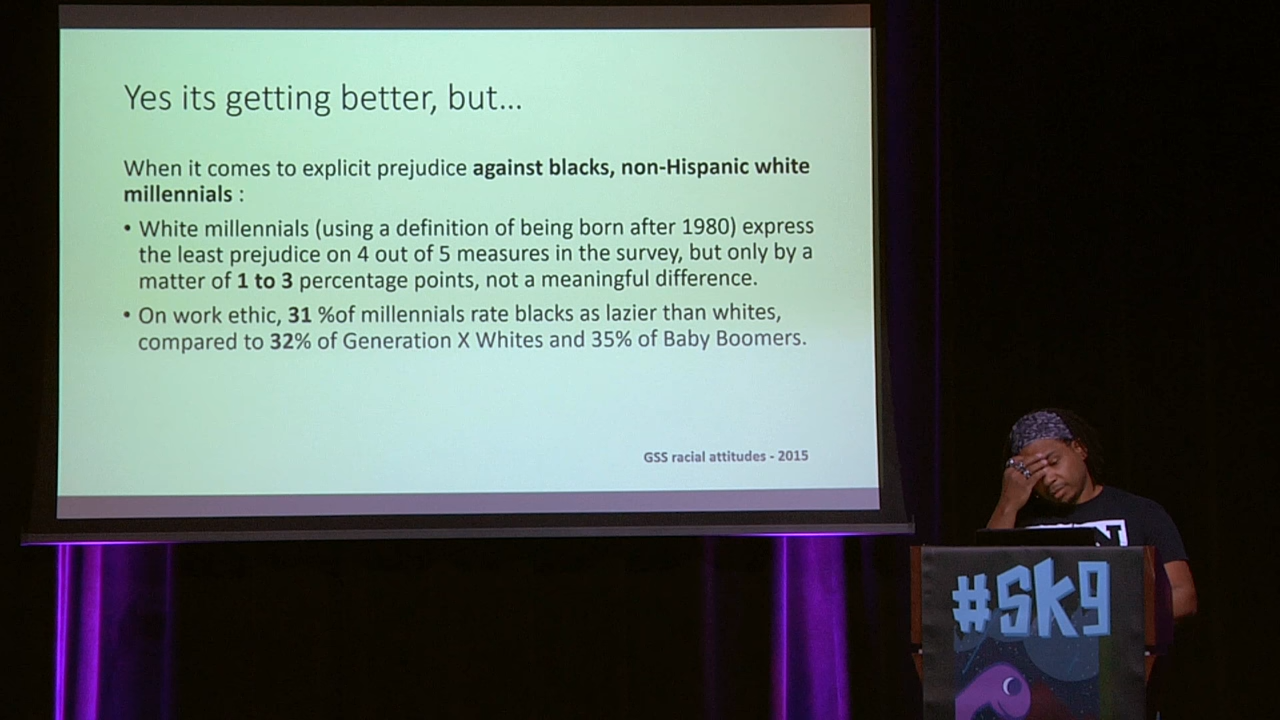 Yes its getting better, but...
When it comes to explicit prejudice against blacks, non-Hispanic white
millennials :
• White millennials (using a definition of being born after 1980) express
the least prejudice on 4 out of 5 measures in the survey, but only by a
matter of 1 to 3 percentage points, not a meaningful difference.
• On work ethic, 31 %of millennials rate blacks as lazier than whites,
compared to 32% of Generation X Whites and 35% of Baby Boomers.
GSS racial attitudes - 2015
#SK9